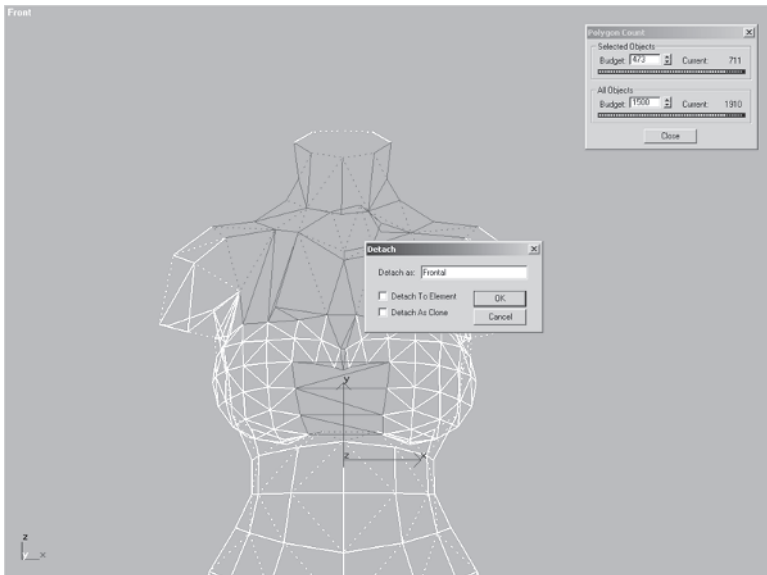 Front
Polygon Count
Selected Objects
Budget: 473 Current: 711
All Objects
Budget: 1500 Current: 1910
Close
Detach
Detach as: Frontal
Detach To Element
OK
Detach As Clone
Cancel
y
z x
z
y x